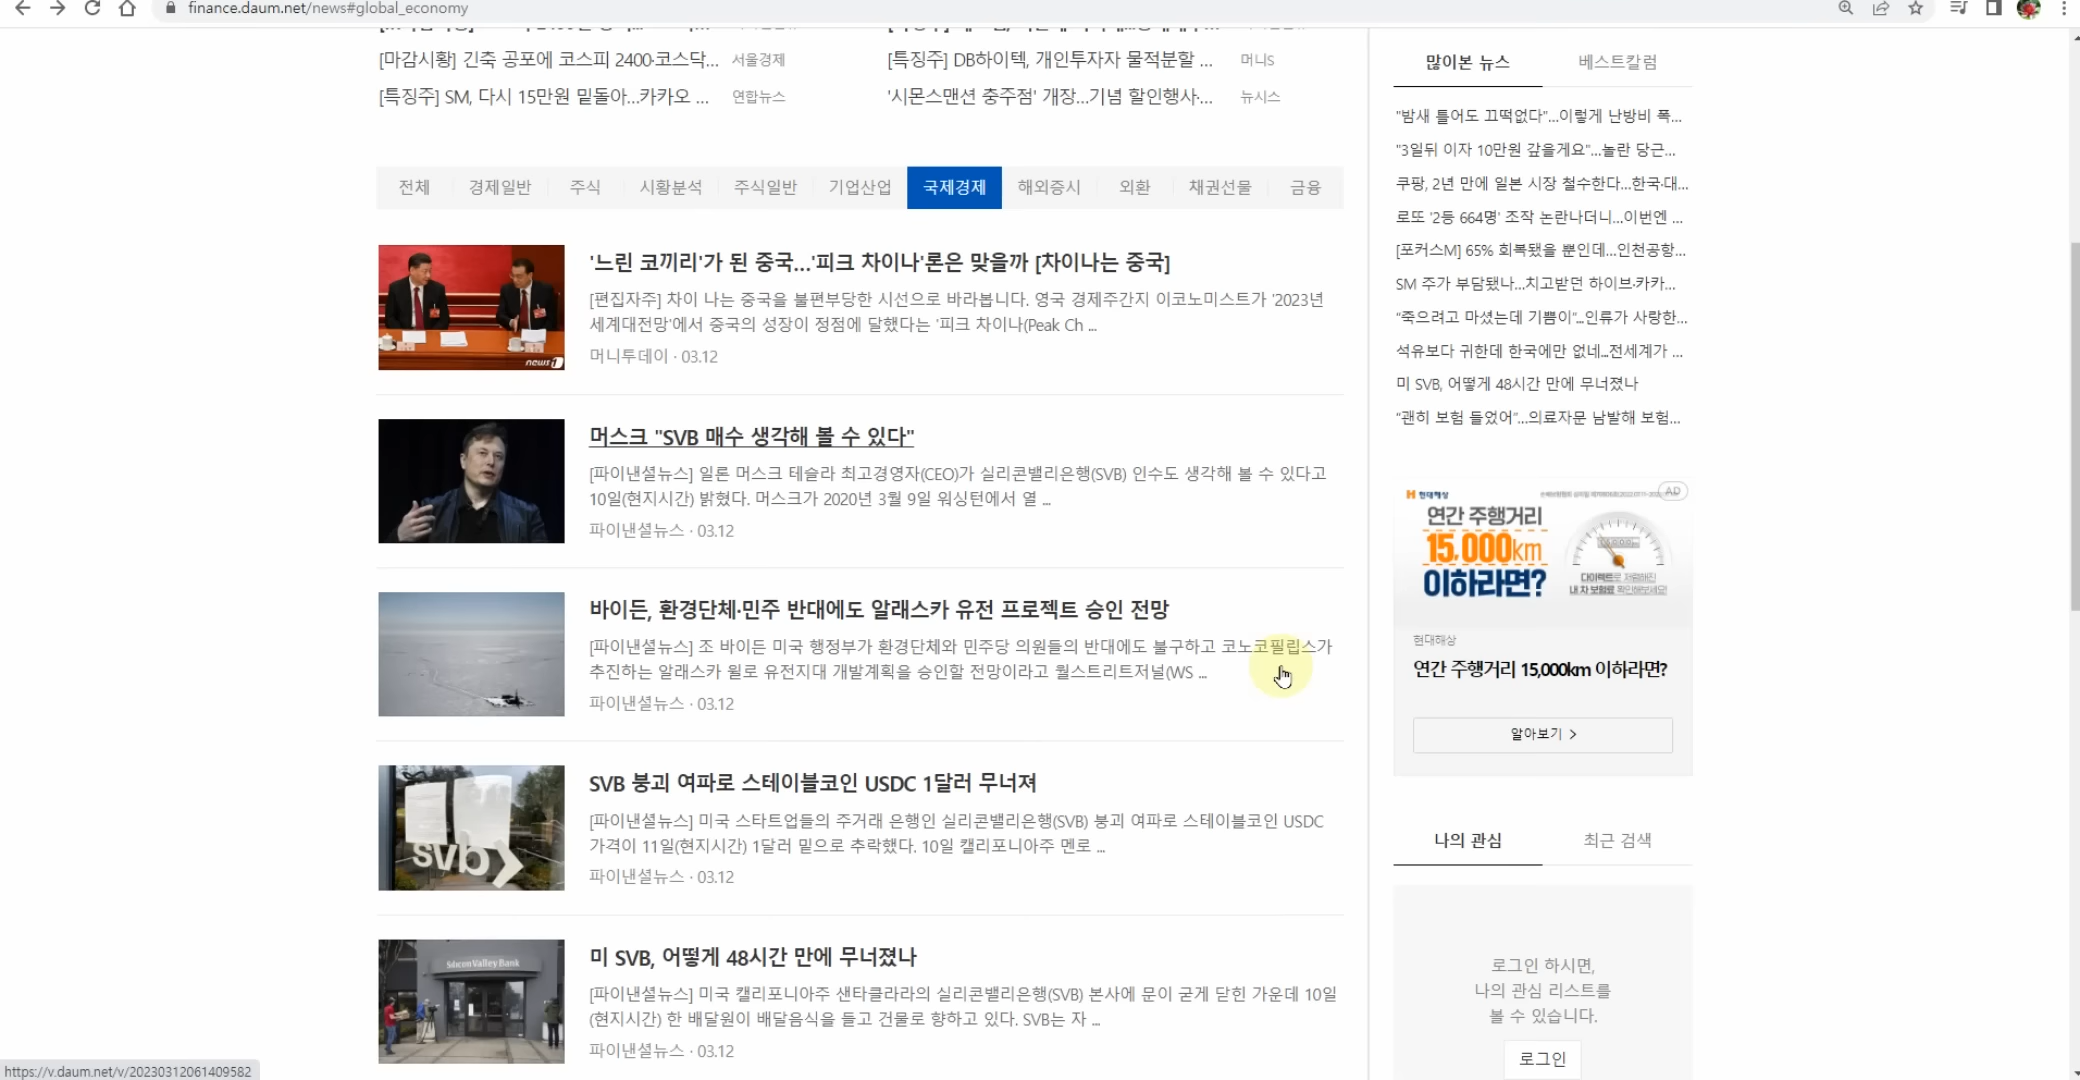 finance.daum.net/news#global_economy
[마감시황] 긴축 공포에 코스피 2400·코스닥... 서울경제
[특징주] DB하이텍, 개인투자자 물적분할 ... 머니S
[특징주] SM, 다시 15만원 밑돌아...카카오 ... 연합뉴스
'시몬스맨션 충주점' 개장...기념 할인행사·... 뉴시스
전체 경제일반 주식 시황분석 주식일반 기업산업 국제경제 해외증시 외환 채권선물 금융
'느린 코끼리'가 된 중국...'피크 차이나'론은 맞을까 [차이나는 중국]
[편집자주] 차이 나는 중국을 불편부당한 시선으로 바라봅니다. 영국 경제주간지 이코노미스트가 '2023년
세계대전망'에서 중국의 성장이 정점에 달했다는 '피크 차이나(Peak Ch ...
머니투데이 · 03.12
news1
머스크 "SVB 매수 생각해 볼 수 있다"
[파이낸셜뉴스] 일론 머스크 테슬라 최고경영자(CEO)가 실리콘밸리은행(SVB) 인수도 생각해 볼 수 있다고
10일(현지시간) 밝혔다. 머스크가 2020년 3월 9일 워싱턴에서 열 ...
파이낸셜뉴스 · 03.12
바이든, 환경단체·민주 반대에도 알래스카 유전 프로젝트 승인 전망
[파이낸셜뉴스] 조 바이든 미국 행정부가 환경단체와 민주당 의원들의 반대에도 불구하고 코노코필립스가
추진하는 알래스카 윌로 유전지대 개발계획을 승인할 전망이라고 월스트리트저널(WS ...
파이낸셜뉴스 · 03.12
SVB 붕괴 여파로 스테이블코인 USDC 1달러 무너져
[파이낸셜뉴스] 미국 스타트업들의 주거래 은행인 실리콘밸리은행(SVB) 붕괴 여파로 스테이블코인 USDC
가격이 11일(현지시간) 1달러 밑으로 추락했다. 10일 캘리포니아주 멘로 ...
파이낸셜뉴스 · 03.12
svb
미 SVB, 어떻게 48시간 만에 무너졌나
[파이낸셜뉴스] 미국 캘리포니아주 샌타클라라의 실리콘밸리은행(SVB) 본사에 문이 굳게 닫힌 가운데 10일
(현지시간) 한 배달원이 배달음식을 들고 건물로 향하고 있다. SVB는 자 ...
파이낸셜뉴스 · 03.12
Silicon Valley Bank
많이본 뉴스 베스트칼럼
"밤새 틀어도 끄떡없다"...이렇게 난방비 폭...
"3일뒤 이자 10만원 갚을게요"...놀란 당근...
쿠팡, 2년 만에 일본 시장 철수한다...한국·대...
로또 '2등 664명' 조작 논란나더니...이번엔 ...
[포커스M] 65% 회복됐을 뿐인데...인천공항...
SM 주가 부담됐나...치고받던 하이브·카카...
“죽으려고 마셨는데 기쁨이”...인류가 사랑한...
석유보다 귀한데 한국에만 없네...전세계가 ...
미 SVB, 어떻게 48시간 만에 무너졌나
“괜히 보험 들었어”...의료자문 남발해 보험...
현대해상
AD
연간 주행거리
15,000km
이하라면?
다이렉트로 저렴해진
내 차 보험료 확인해보세요!
현대해상
연간 주행거리 15,000km 이하라면?
알아보기 >
나의 관심 최근 검색
로그인 하시면,
나의 관심 리스트를
볼 수 있습니다.
로그인
https://v.daum.net/v/20230312061409582